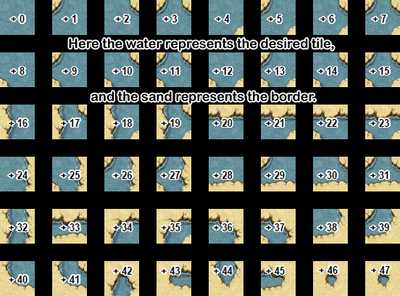 + 0 + 1 + 2 + 3 + 4 + 5 + 6 + 7
Here the water represents the desired tile,
+ 8 + 9 + 10 + 11 + 12 + 13 + 14 + 15
and the sand represents the border.
+ 16 + 17 + 18 + 19 + 20 + 21 + 22 + 23
+ 24 + 25 + 26 + 27 + 28 + 29 + 30 + 31
+ 32 + 33 + 34 + 35 + 36 + 37 + 38 + 39
+ 40 + 41 + 42 + 43 + 44 + 45 + 46 + 47